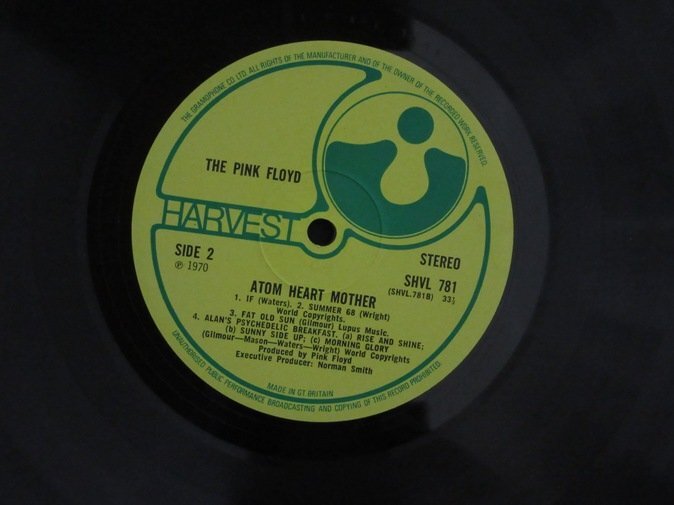 THE GRAMOPHONE CO. LTD. ALL RIGHTS OF THE MANUFACTURER AND OF THE OWNER OF THE RECORDED WORK RESERVED.
THE PINK FLOYD
HARVEST
SIDE 2
℗ 1970
STEREO
SHVL 781
(SHVL.781B) 33⅓
ATOM HEART MOTHER
1. IF (Waters). 2. SUMMER 68 (Wright)
World Copyrights.
3. FAT OLD SUN (Gilmour) Lupus Music.
4. ALAN'S PSYCHEDELIC BREAKFAST. (a) RISE AND SHINE;
(b) SUNNY SIDE UP; (c) MORNING GLORY
(Gilmour—Mason—Waters—Wright) World Copyrights
Produced by Pink Floyd
Executive Producer: Norman Smith
MADE IN GT. BRITAIN
UNAUTHORISED PUBLIC PERFORMANCE BROADCASTING AND COPYING OF THIS RECORD PROHIBITED.